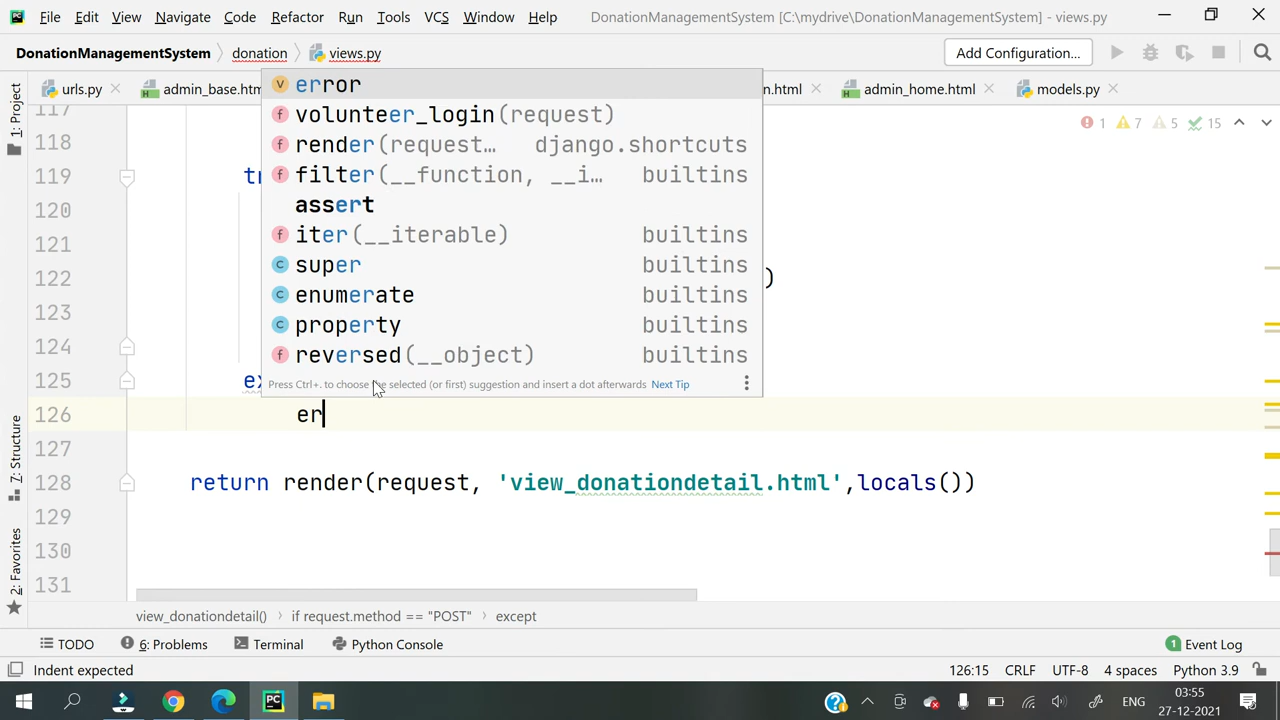 File Edit View Navigate Code Refactor Run Tools VCS Window Help DonationManagementSystem [C:\mydrive\DonationManagementSystem] - views.py
DonationManagementSystem donation views.py Add Configuration...
1: Project
urls.py admin_base.htm n.html admin_home.html models.py
error
117
volunteer_login(request) 1 7 5 15
118 render(request... django.shortcuts
119 tr filter(__function, __i... builtins
120 assert
121 iter(__iterable) builtins
122 super builtins )
123 enumerate builtins
124 property builtins
reversed(__object) builtins
125 ex Press Ctrl+. to choose the selected (or first) suggestion and insert a dot afterwards Next Tip
126 er
127
128 return render(request, 'view_donationdetail.html',locals())
129
130
131
7: Structure
2: Favorites
view_donationdetail() if request.method == "POST" except
TODO 6: Problems Terminal Python Console 1 Event Log
Indent expected 126:15 CRLF UTF-8 4 spaces Python 3.9
ENG 03:55
27-12-2021